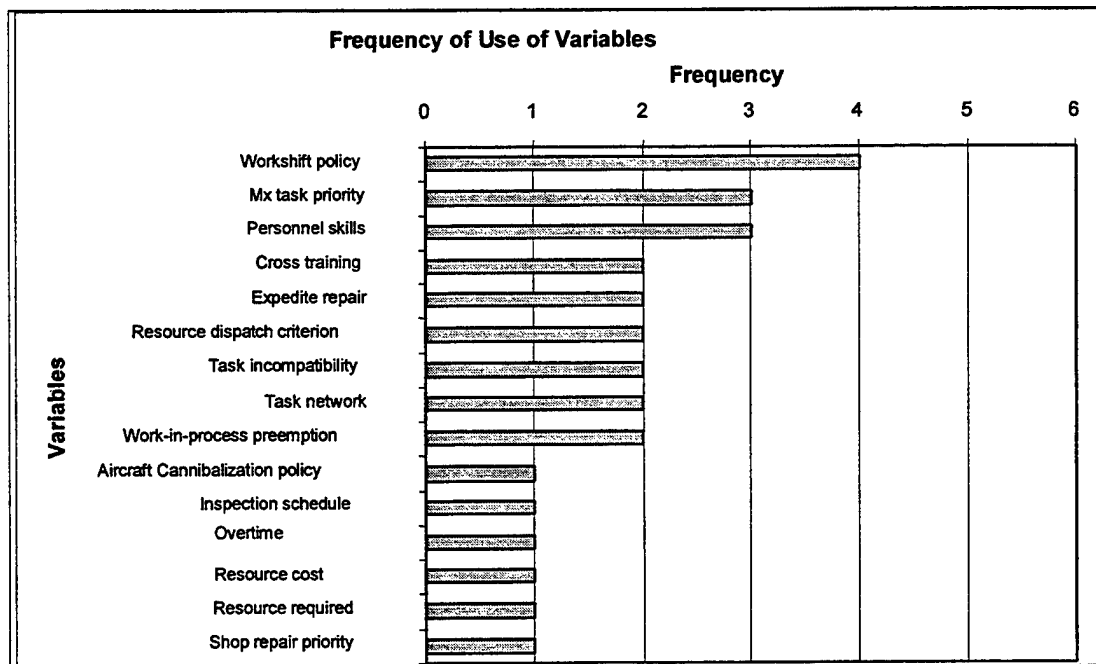 Frequency of Use of Variables
Frequency
0 1 2 3 4 5 6
Workshift policy
Mx task priority
Personnel skills
Cross training
Expedite repair
Resource dispatch criterion
Task incompatibility
Task network
Work-in-process preemption
Aircraft Cannibalization policy
Inspection schedule
Overtime
Resource cost
Resource required
Shop repair priority
Variables